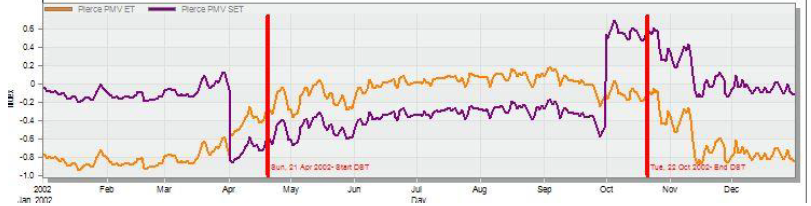 Pierce PMV ET Pierce PMV SET
0.6
0.4
0.2
0
-0.2
-0.4
-0.6
-0.8
-1.0
INDEX
Sun, 21 Apr 2002- Start DST
Tue, 22 Oct 2002- End DST
2002 Feb Mar Apr May Jun Jul Aug Sep Oct Nov Dec
Jan, 2002 Day